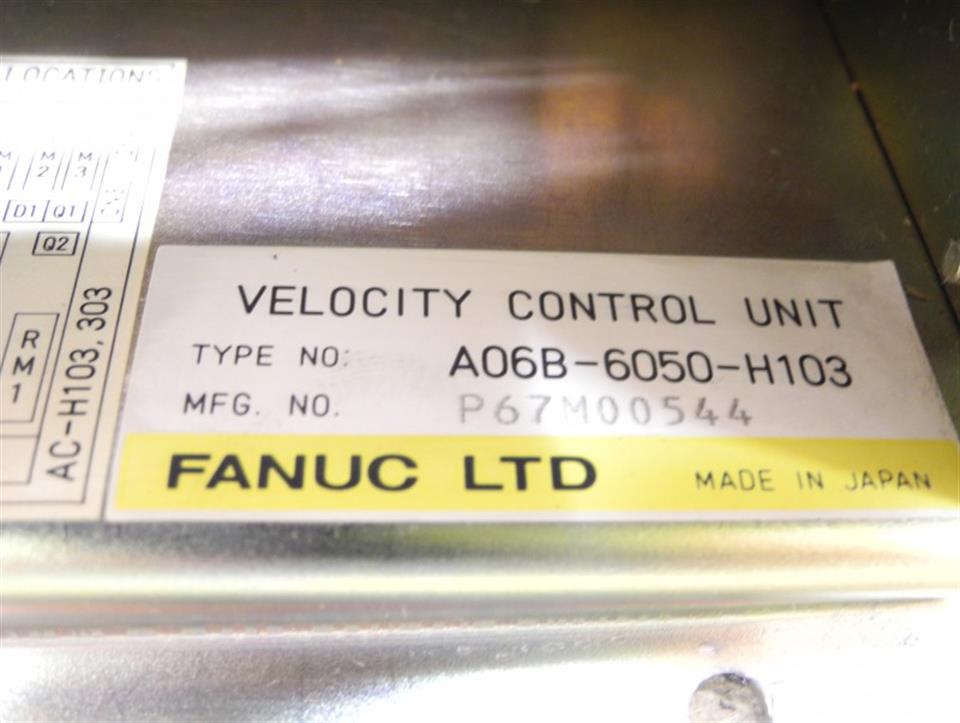 LOCATIONS
M
2
M
3
D1 Q1
Q2
RM1
AC-H103,303
VELOCITY CONTROL UNIT
TYPE NO: A06B-6050-H103
MFG. NO. P67M00544
FANUC LTD MADE IN JAPAN